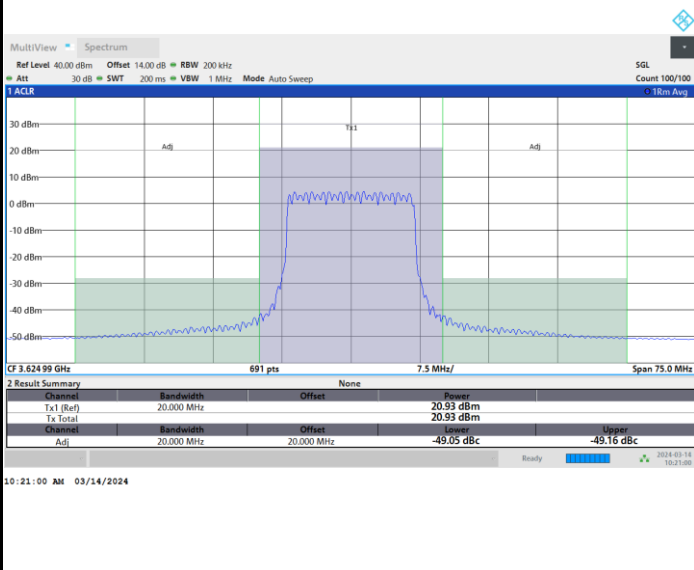 MultiView Spectrum
Ref Level 40.00 dBm Offset 14.00 dB RBW 200 kHz SGL
Att 30 dB SWT 200 ms VBW 1 MHz Mode Auto Sweep Count 100/100
1 ACLR 1Rm Avg
Tx1
30 dBm
Adj Adj
20 dBm
10 dBm
0 dBm
-10 dBm
-20 dBm
-30 dBm
-40 dBm
-50 dBm
CF 3.624 99 GHz 691 pts 7.5 MHz/ Span 75.0 MHz
2 Result Summary None
Channel Bandwidth Offset Power
Tx1 (Ref) 20.000 MHz 20.93 dBm
Tx Total 20.93 dBm
Channel Bandwidth Offset Lower Upper
Adj 20.000 MHz 20.000 MHz -49.05 dBc -49.16 dBc
Ready 2024-03-14
10:21:00
10:21:00 AM 03/14/2024